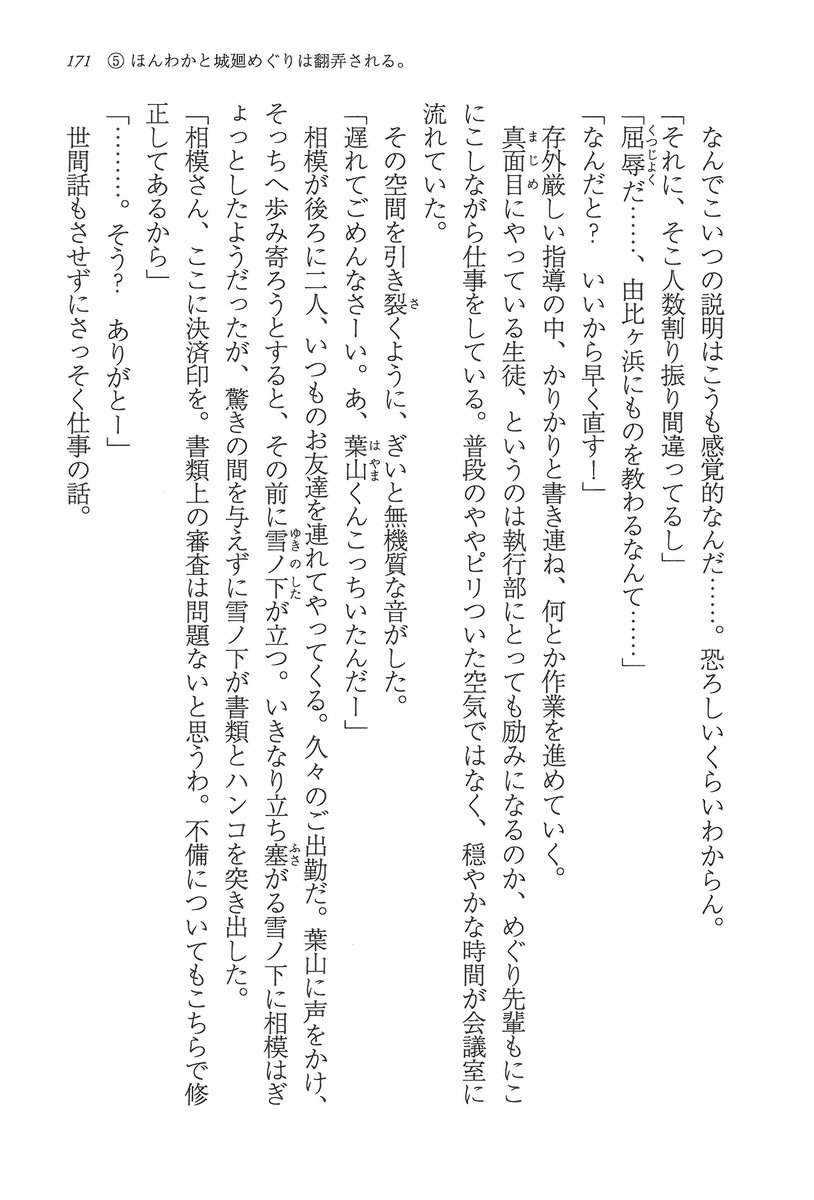 171 ⑤ ほんわかと城廻めぐりは翻弄される。
　なんでこいつの説明はこうも感覚的なんだ……。恐ろしいくらいわからん。
「それに、そこ人数割り振り間違ってるし」
「屈辱だ……、由比ヶ浜にものを教わるなんて……」
「なんだと？　いいから早く直す！」
　存外厳しい指導の中、かりかりと書き連ね、何とか作業を進めていく。
　真面目にやっている生徒、というのは執行部にとっても励みになるのか、めぐり先輩もにこ
にこしながら仕事をしている。普段のややピリついた空気ではなく、穏やかな時間が会議室に
流れていた。
　その空間を引き裂くように、ぎいと無機質な音がした。
「遅れてごめんなさーい。あ、葉山くんこっちいたんだー」
　相模が後ろに二人、いつものお友達を連れてやってくる。久々のご出勤だ。葉山に声をかけ、
そっちへ歩み寄ろうとすると、その前に雪ノ下が立つ。いきなり立ち塞がる雪ノ下に相模はぎ
ょっとしたようだったが、驚きの間を与えずに雪ノ下が書類とハンコを突き出した。
「相模さん、ここに決済印を。書類上の審査は問題ないと思うわ。不備についてもこちらで修
正してあるから」
「………。そう？　ありがとー」
　世間話もさせずにさっそく仕事の話。